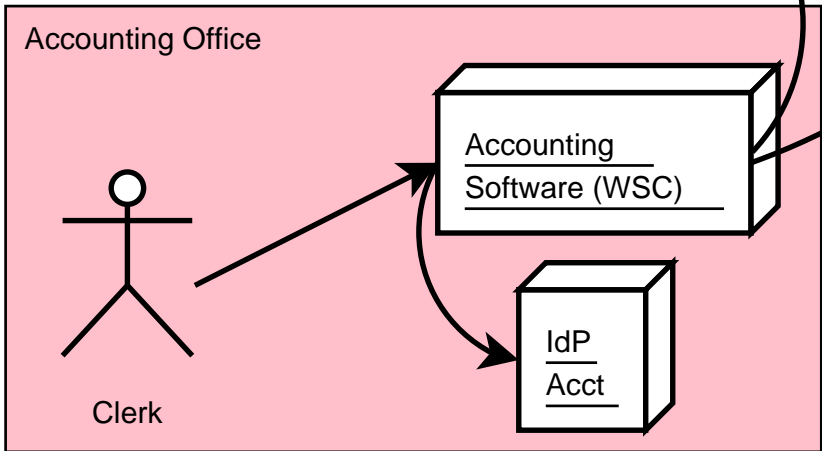 Accounting Office
Accounting
Software (WSC)
IdP
Acct
Clerk